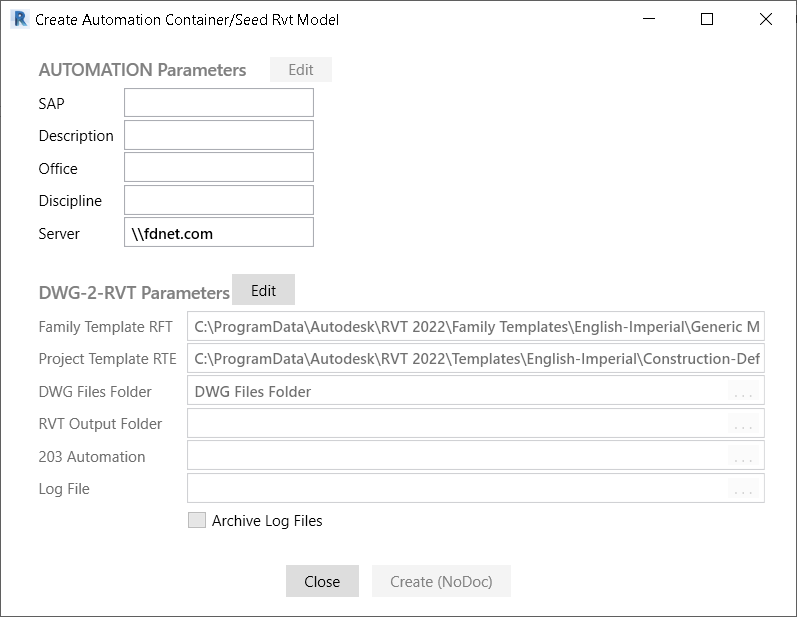 Create Automation Container/Seed Rvt Model
AUTOMATION Parameters Edit
SAP
Description
Office
Discipline
Server \\fdnet.com
DWG-2-RVT Parameters Edit
Family Template RFT C:\ProgramData\Autodesk\RVT 2022\Family Templates\English-Imperial\Generic M
Project Template RTE C:\ProgramData\Autodesk\RVT 2022\Templates\English-Imperial\Construction-Def
DWG Files Folder DWG Files Folder ...
RVT Output Folder ...
203 Automation ...
Log File ...
Archive Log Files
Close Create (NoDoc)